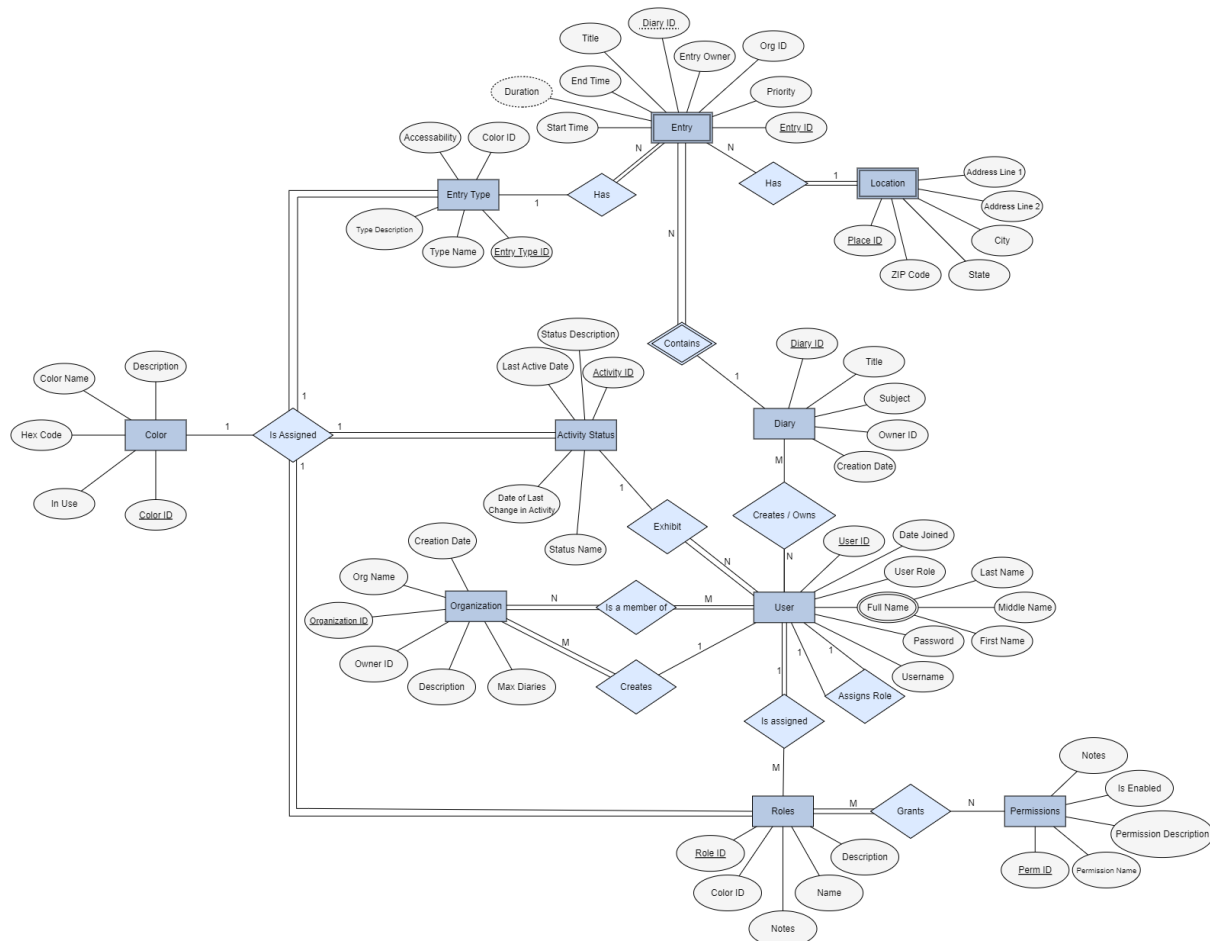 Diary ID
Title
Entry Owner
Org ID
End Time
Duration
Priority
Start Time
Entry
Entry ID
N
N
Accessability
Color ID
Entry Type
1
Has
Has
1
Location
Address Line 1
Address Line 2
City
State
ZIP Code
Place ID
Type Description
Type Name
Entry Type ID
N
Contains
1
Status Description
Last Active Date
Activity ID
Activity Status
Date of Last
Change in Activity
Status Name
1
Diary ID
Title
Subject
Owner ID
Creation Date
Diary
M
Description
Color Name
Hex Code
Color
In Use
Color ID
1
Is Assigned
1
1
1
Exhibit
N
Creates / Owns
N
User ID
Date Joined
User Role
Last Name
Full Name
Middle Name
First Name
Password
Username
User
Creation Date
Org Name
Organization
Organization ID
Owner ID
Description
Max Diaries
N
Is a member of
M
M
Creates
1
1
1
1
Assigns Role
Is assigned
M
Roles
M
Grants
N
Permissions
Notes
Is Enabled
Permission Description
Permission Name
Perm ID
Role ID
Color ID
Notes
Name
Description